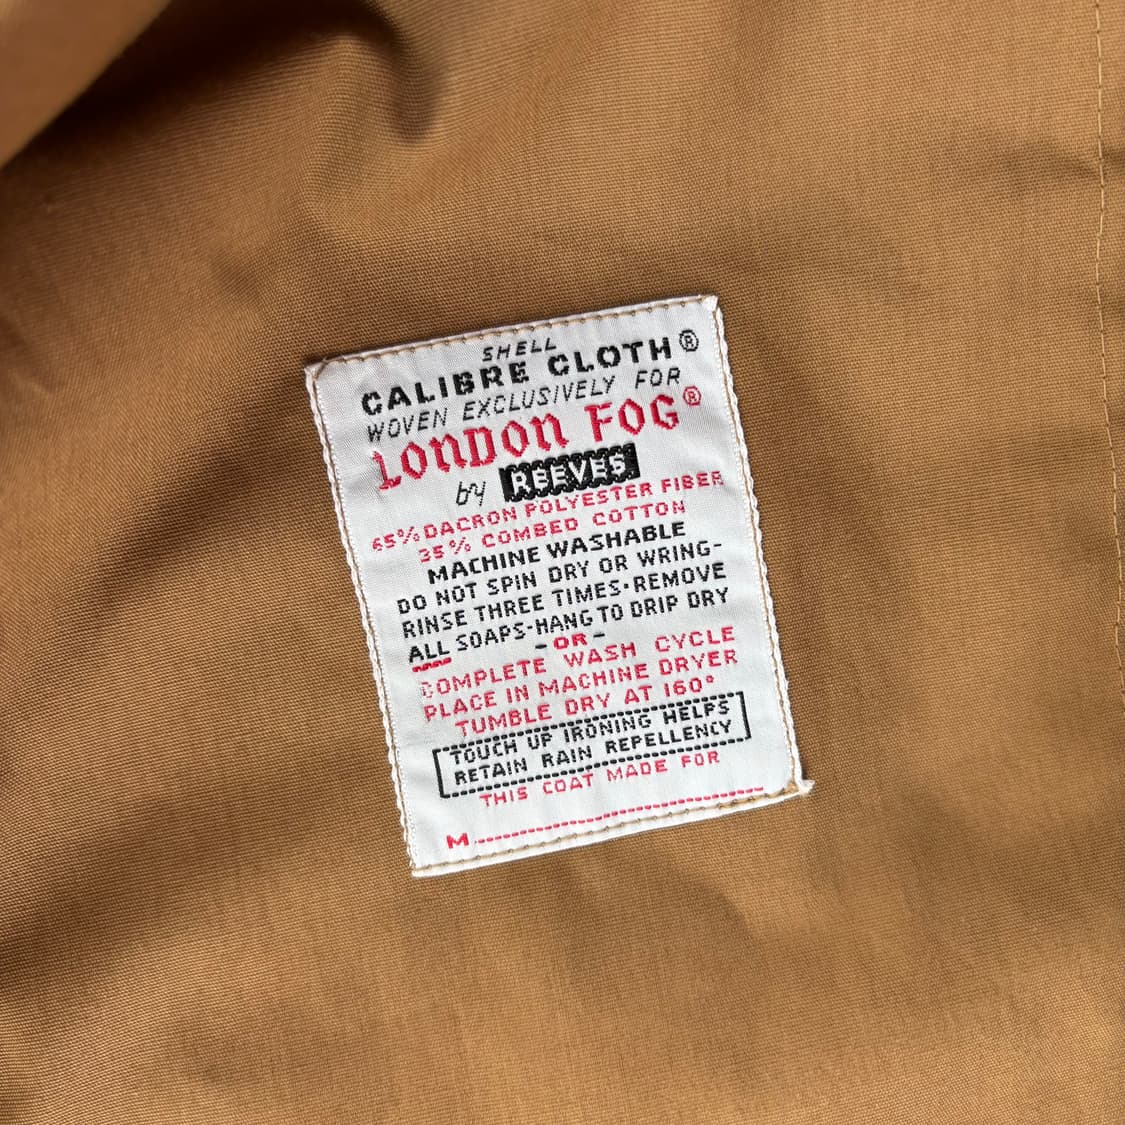 SHELL
CALIBRE CLOTH®
WOVEN EXCLUSIVELY FOR
LONDON FOG®
by REEVES
65% DACRON POLYESTER FIBER
35% COMBED COTTON
MACHINE WASHABLE
DO NOT SPIN DRY OR WRING-
RINSE THREE TIMES·REMOVE
ALL SOAPS-HANG TO DRIP DRY
- OR -
COMPLETE WASH CYCLE
PLACE IN MACHINE DRYER
TUMBLE DRY AT 160°
TOUCH UP IRONING HELPS
RETAIN RAIN REPELLENCY
THIS COAT MADE FOR
M